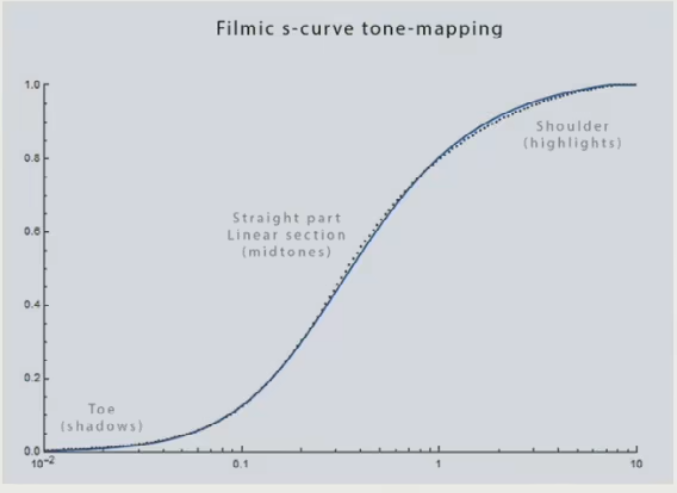 Filmic s-curve tone-mapping
1.0
Shoulder
(highlights)
0.8
Straight part
Linear section
(midtones)
0.6
0.4
0.2
Toe
(shadows)
0.0
10⁻² 0.1 1 10